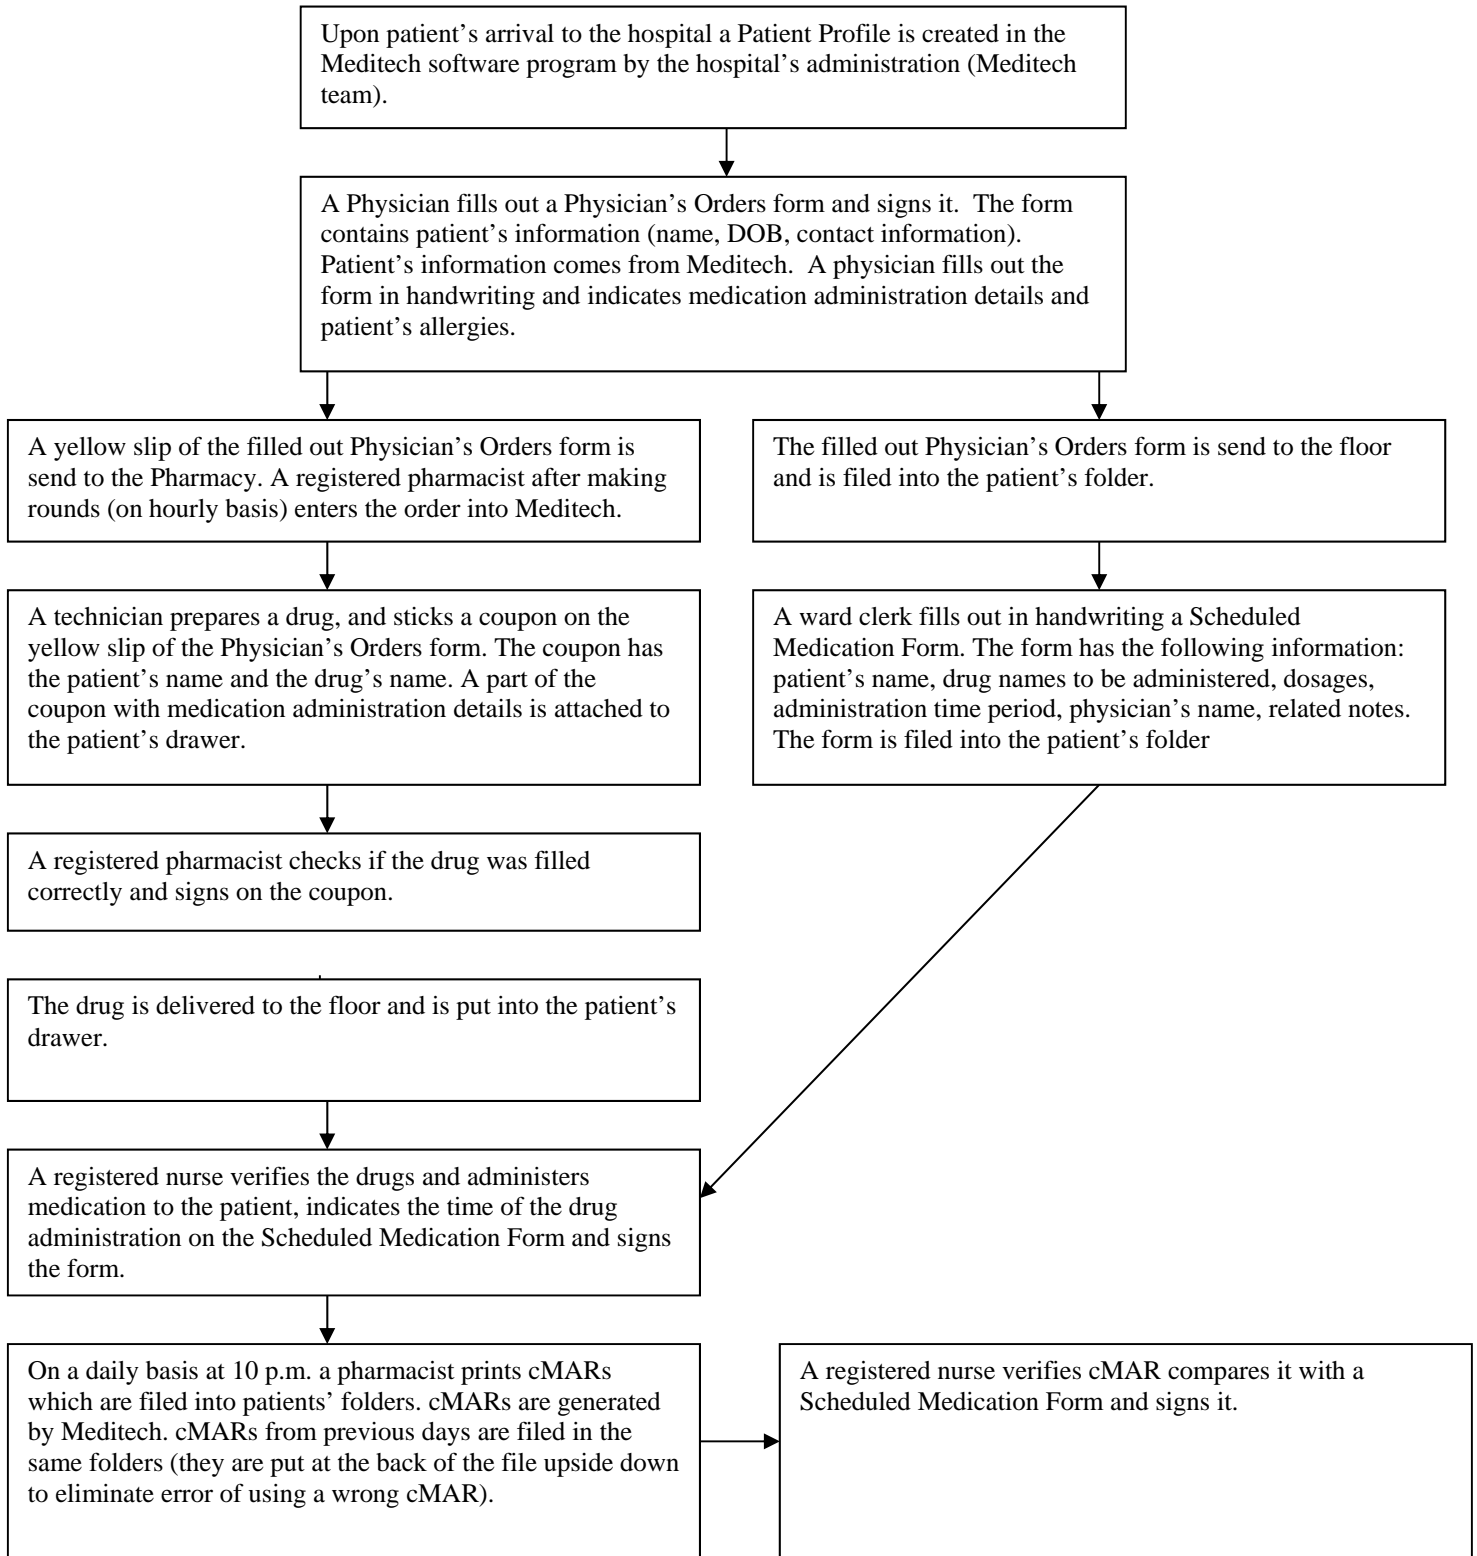 Upon patient’s arrival to the hospital a Patient Profile is created in the
Meditech software program by the hospital’s administration (Meditech
team).
A Physician fills out a Physician’s Orders form and signs it.  The form
contains patient’s information (name, DOB, contact information).
Patient’s information comes from Meditech.  A physician fills out the
form in handwriting and indicates medication administration details and
patient’s allergies.
A yellow slip of the filled out Physician’s Orders form is
send to the Pharmacy. A registered pharmacist after making
rounds (on hourly basis) enters the order into Meditech.
The filled out Physician’s Orders form is send to the floor
and is filed into the patient’s folder.
A technician prepares a drug, and sticks a coupon on the
yellow slip of the Physician’s Orders form. The coupon has
the patient’s name and the drug’s name. A part of the
coupon with medication administration details is attached to
the patient’s drawer.
A ward clerk fills out in handwriting a Scheduled
Medication Form. The form has the following information:
patient’s name, drug names to be administered, dosages,
administration time period, physician’s name, related notes.
The form is filed into the patient’s folder
A registered pharmacist checks if the drug was filled
correctly and signs on the coupon.
The drug is delivered to the floor and is put into the patient’s
drawer.
A registered nurse verifies the drugs and administers
medication to the patient, indicates the time of the drug
administration on the Scheduled Medication Form and signs
the form.
On a daily basis at 10 p.m. a pharmacist prints cMARs
which are filed into patients’ folders. cMARs are generated
by Meditech. cMARs from previous days are filed in the
same folders (they are put at the back of the file upside down
to eliminate error of using a wrong cMAR).
A registered nurse verifies cMAR compares it with a
Scheduled Medication Form and signs it.